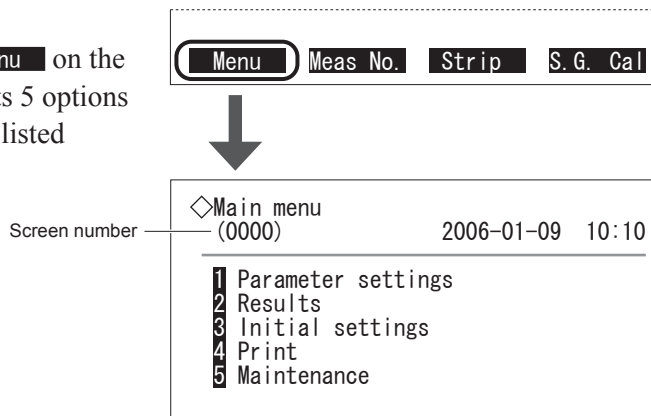 nu on the
ts 5 options
listed
Menu Meas No. Strip S.G. Cal
Screen number
◇Main menu
(0000) 2006-01-09 10:10
1 Parameter settings
2 Results
3 Initial settings
4 Print
5 Maintenance